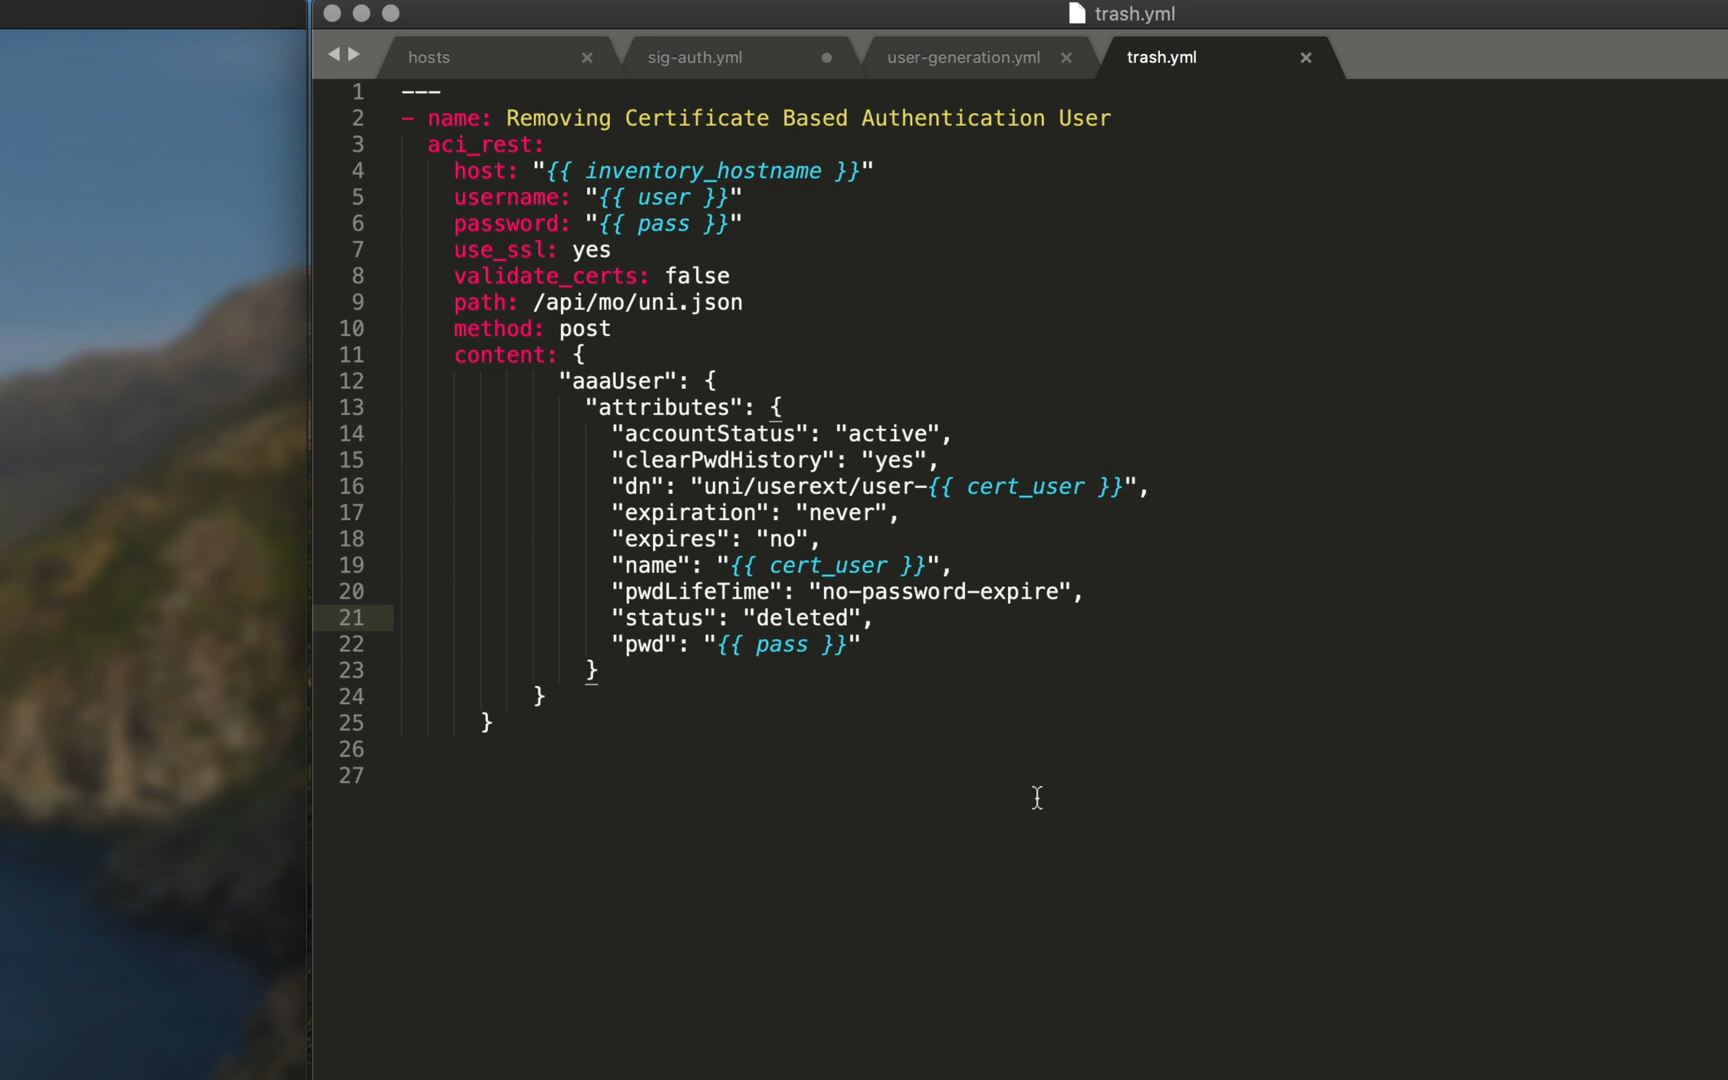 trash.yml
hosts
sig-auth.yml
user-generation.yml
trash.yml
1 ---
2 - name: Removing Certificate Based Authentication User
3 aci_rest:
4 host: "{{ inventory_hostname }}"
5 username: "{{ user }}"
6 password: "{{ pass }}"
7 use_ssl: yes
8 validate_certs: false
9 path: /api/mo/uni.json
10 method: post
11 content: {
12 "aaaUser": {
13 "attributes": {
14 "accountStatus": "active",
15 "clearPwdHistory": "yes",
16 "dn": "uni/userext/user-{{ cert_user }}",
17 "expiration": "never",
18 "expires": "no",
19 "name": "{{ cert_user }}",
20 "pwdLifeTime": "no-password-expire",
21 "status": "deleted",
22 "pwd": "{{ pass }}"
23 }
24 }
25 }
26
27